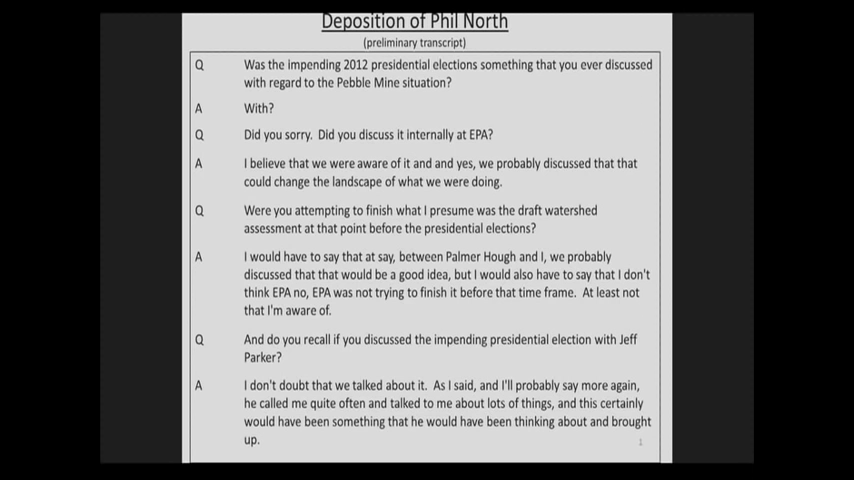 Deposition of Phil North
(preliminary transcript)
Q Was the impending 2012 presidential elections something that you ever discussed
with regard to the Pebble Mine situation?
A With?
Q Did you sorry. Did you discuss it internally at EPA?
A I believe that we were aware of it and and yes, we probably discussed that that
could change the landscape of what we were doing.
Q Were you attempting to finish what I presume was the draft watershed
assessment at that point before the presidential elections?
A I would have to say that at say, between Palmer Hough and I, we probably
discussed that that would be a good idea, but I would also have to say that I don't
think EPA no, EPA was not trying to finish it before that time frame. At least not
that I'm aware of.
Q And do you recall if you discussed the impending presidential election with Jeff
Parker?
A I don't doubt that we talked about it. As I said, and I'll probably say more again,
he called me quite often and talked to me about lots of things, and this certainly
would have been something that he would have been thinking about and brought
up.
1